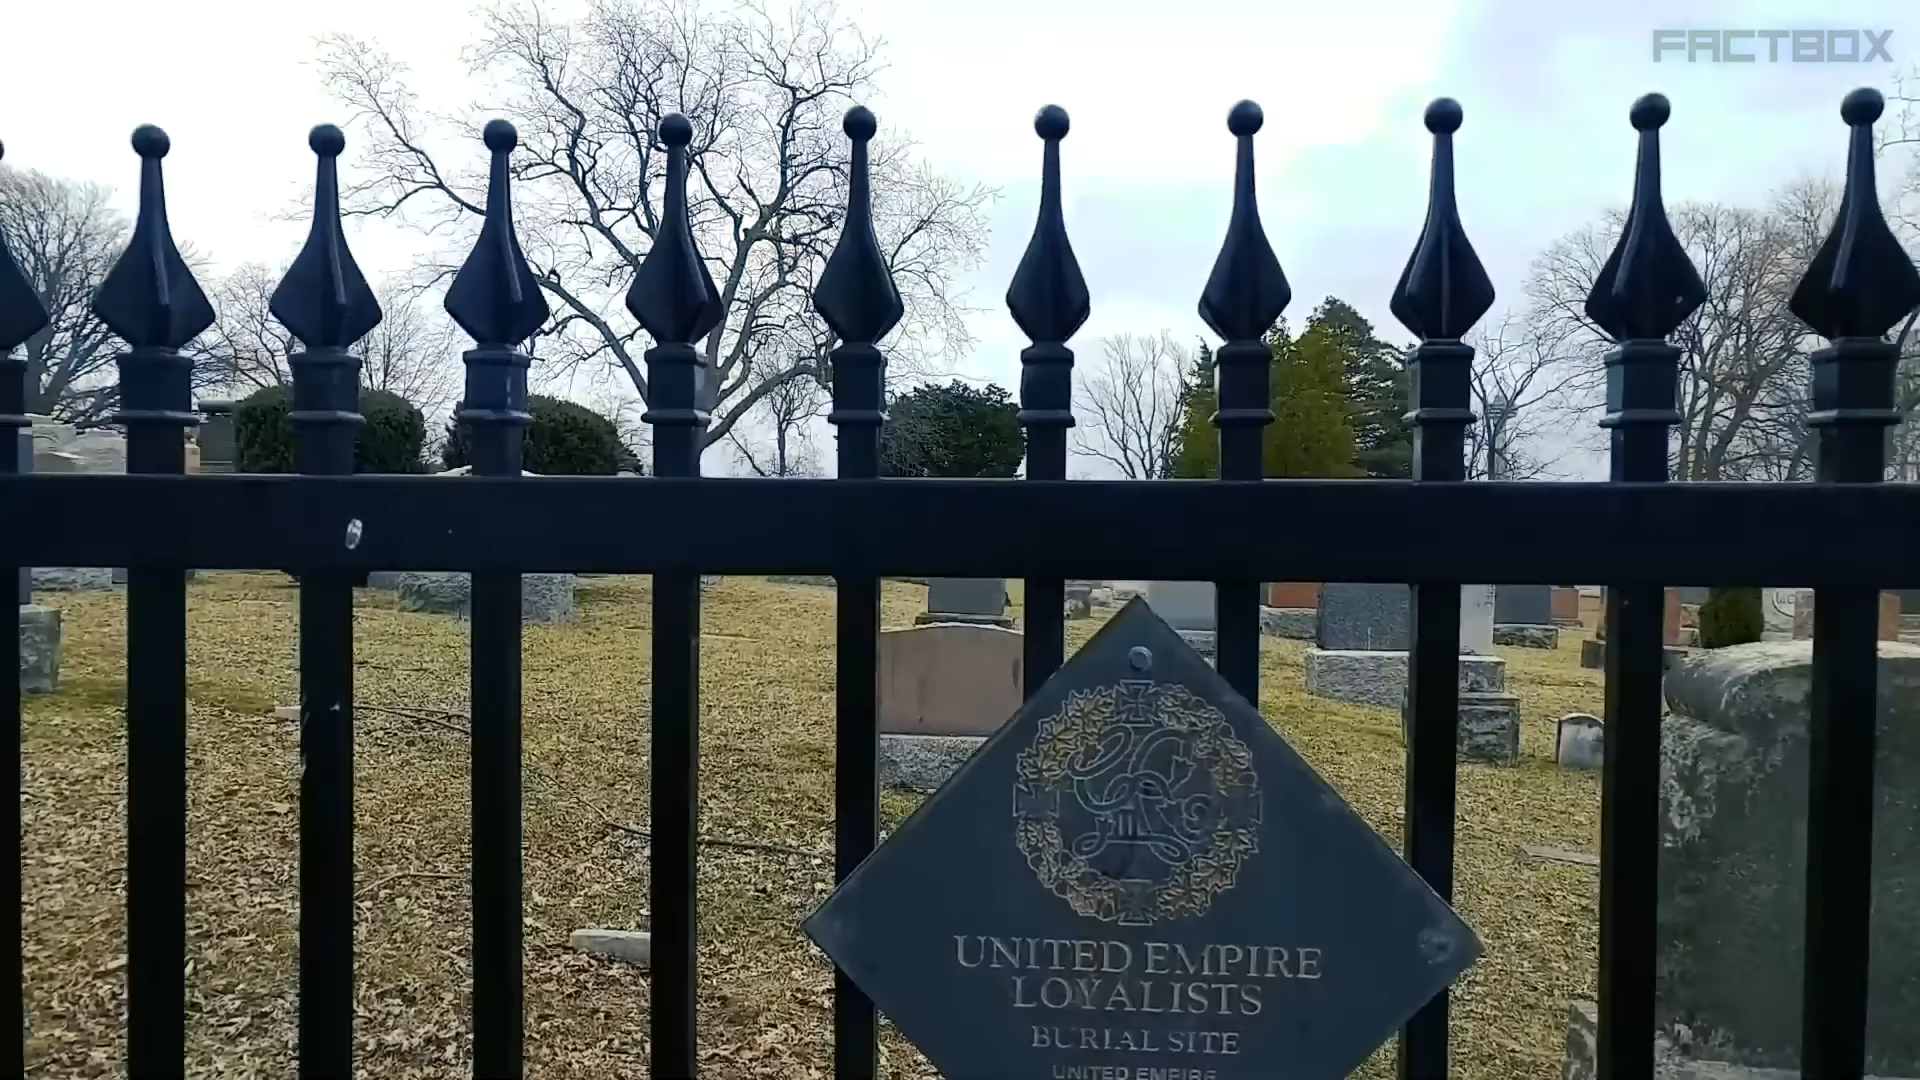 FACTBOX
UNITED EMPIRE
LOYALISTS
BURIAL SITE
UNITED EMPIRE